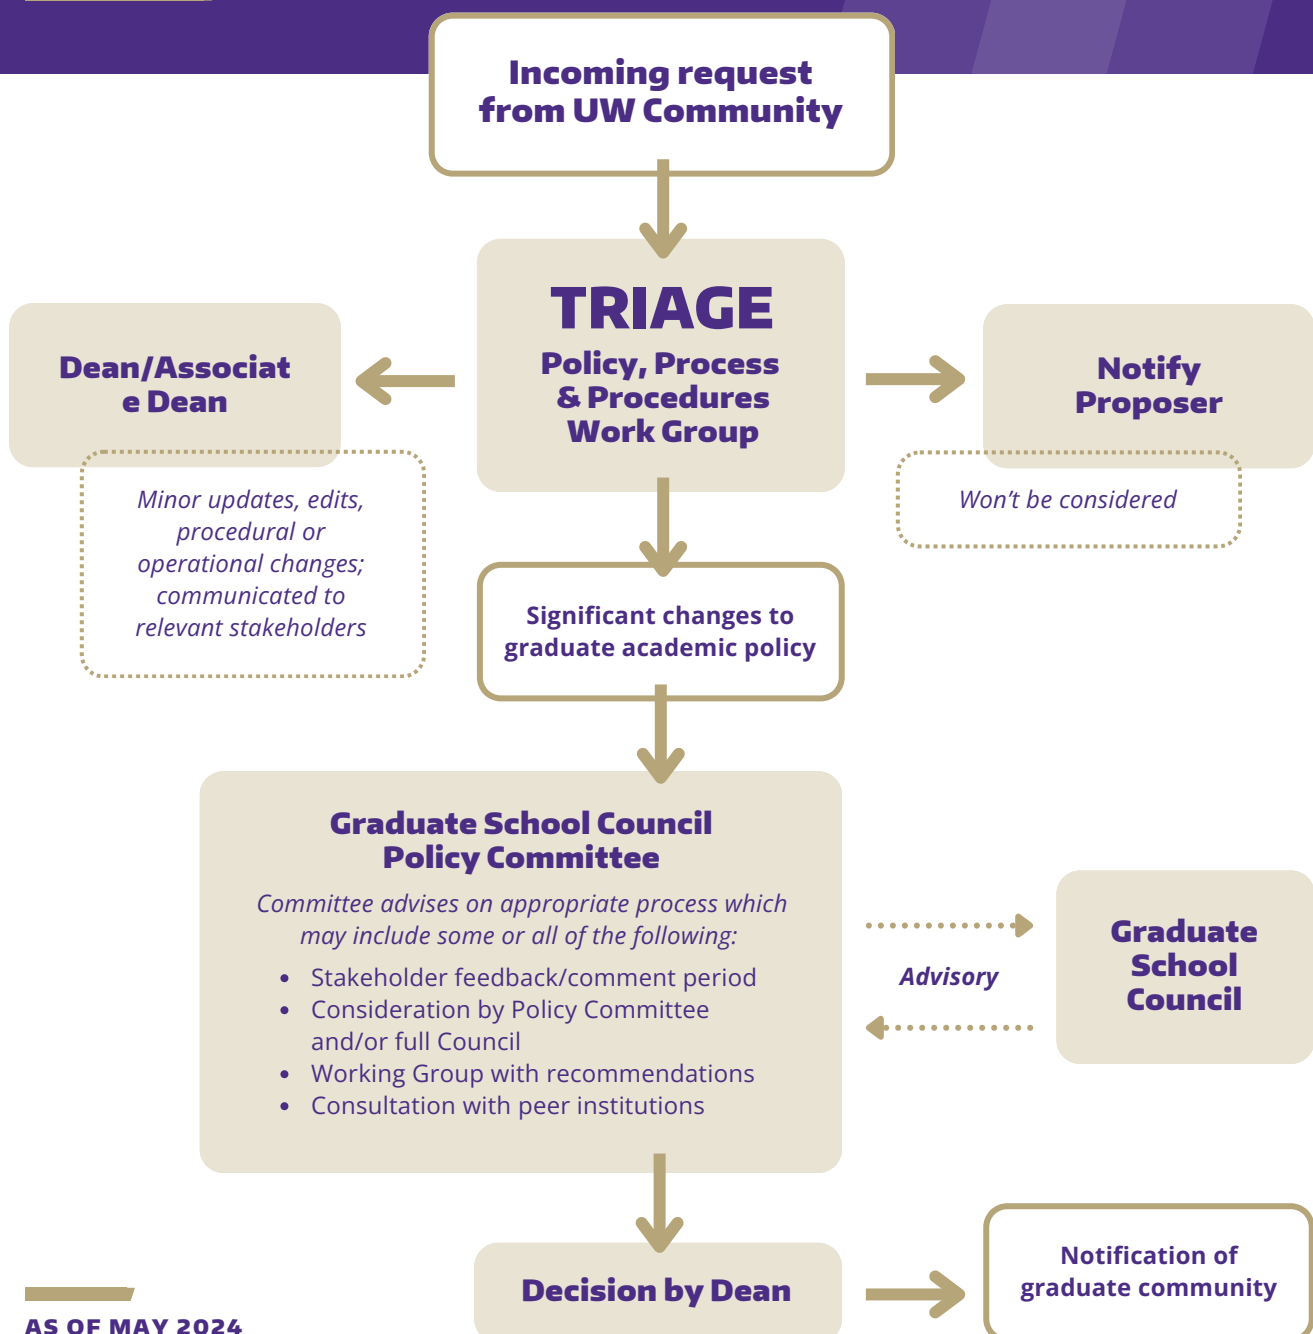 Incoming request
from UW Community
TRIAGE
Policy, Process
& Procedures
Work Group
Dean/Associat
e Dean
Minor updates, edits,
procedural or
operational changes;
communicated to
relevant stakeholders
Notify
Proposer
Won't be considered
Significant changes to
graduate academic policy
Graduate School Council
Policy Committee
Committee advises on appropriate process which
may include some or all of the following:
• Stakeholder feedback/comment period
• Consideration by Policy Committee
and/or full Council
• Working Group with recommendations
• Consultation with peer institutions
Advisory
Graduate
School
Council
Decision by Dean
Notification of
graduate community
AS OF MAY 2024